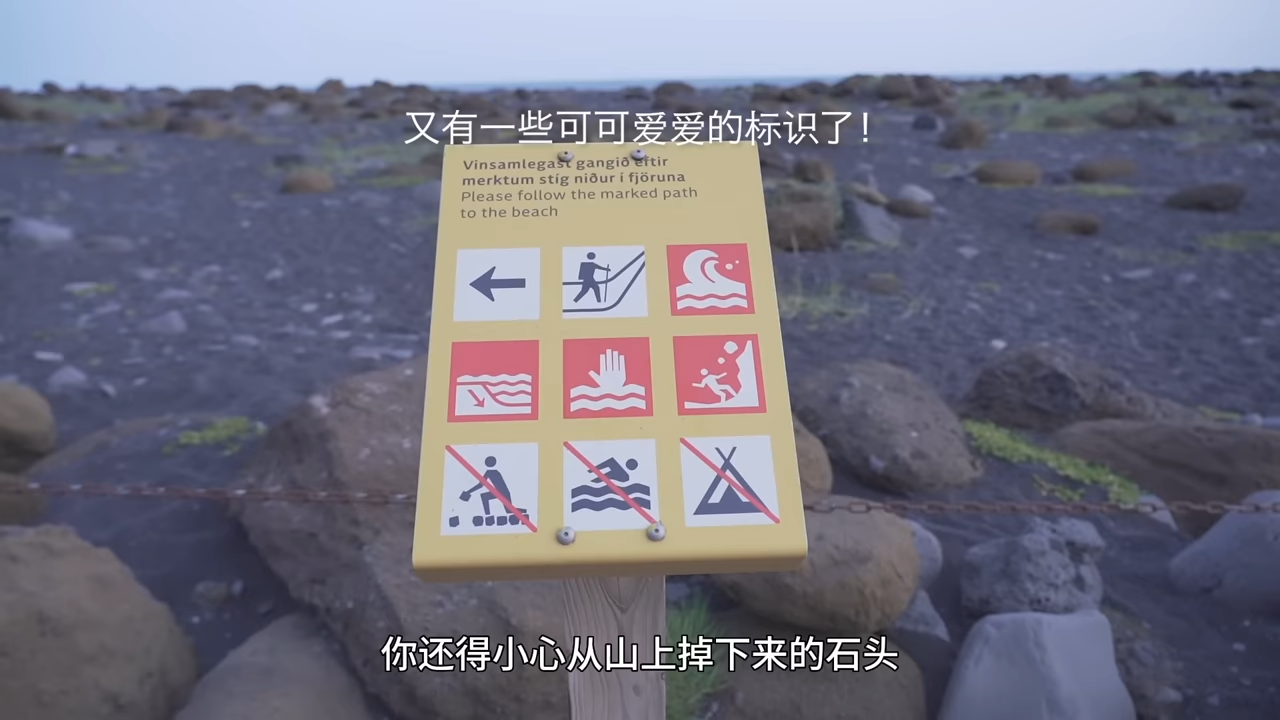 又有一些可可爱爱的标识了！
Vinsamlegast gangið eftir
merktum stíg niður í fjöruna
Please follow the marked path
to the beach
你还得小心从山上掉下来的石头